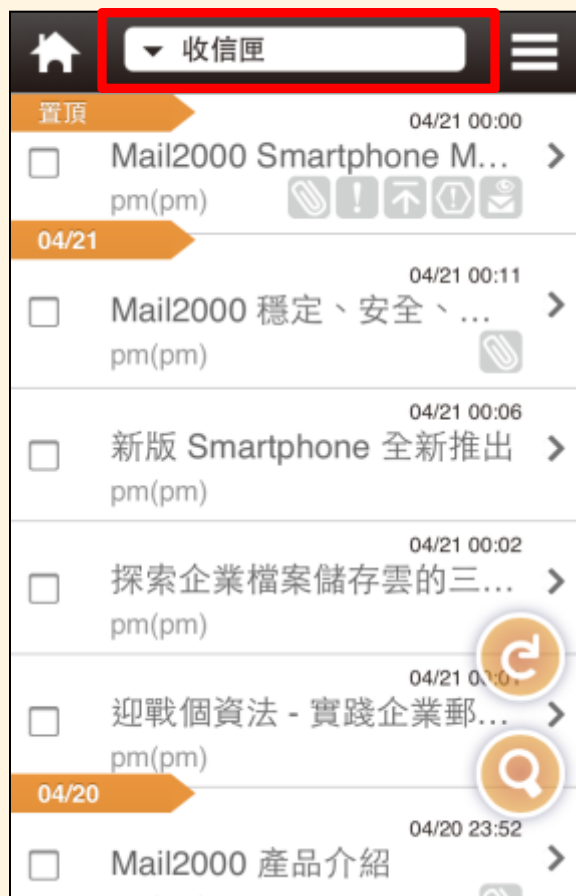 收信匣
置頂
04/21 00:00
Mail2000 Smartphone M...
pm(pm)
04/21
04/21 00:11
Mail2000 穩定、安全、...
pm(pm)
04/21 00:06
新版 Smartphone 全新推出
pm(pm)
04/21 00:02
探索企業檔案儲存雲的三...
pm(pm)
04/21
迎戰個資法 - 實踐企業郵...
pm(pm)
04/20
04/20 23:52
Mail2000 產品介紹